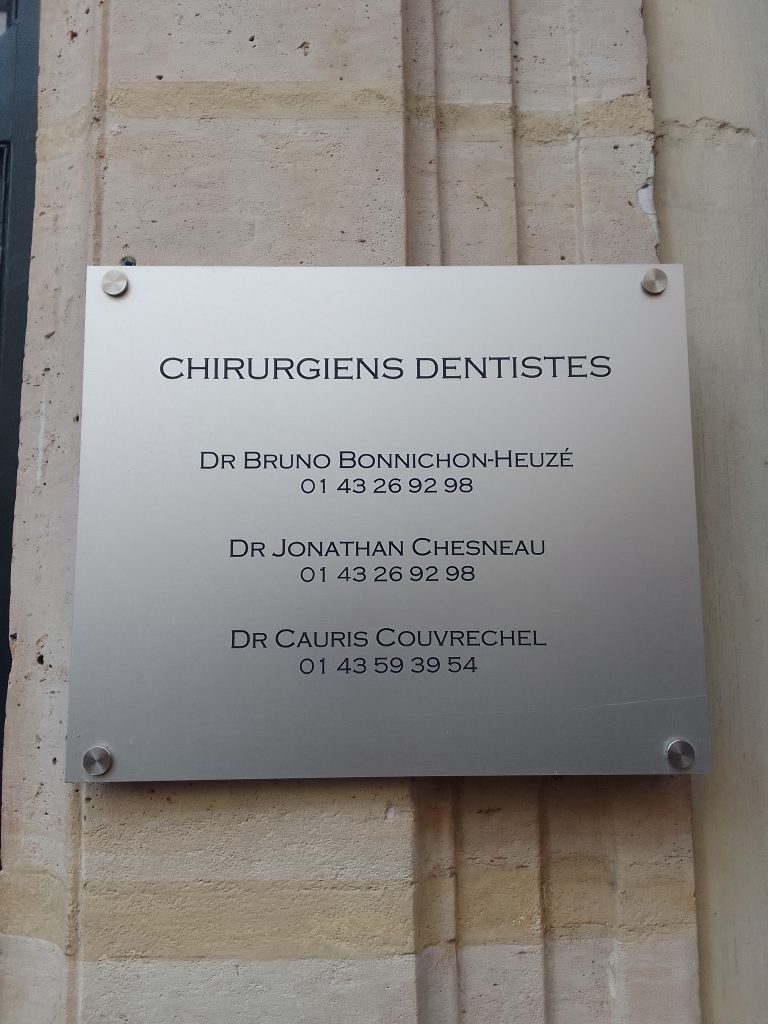 CHIRURGIENS DENTISTES
DR BRUNO BONNICHON-HEUZÉ
01 43 26 92 98
DR JONATHAN CHESNEAU
01 43 26 92 98
DR CAURIS COUVRECHEL
01 43 59 39 54